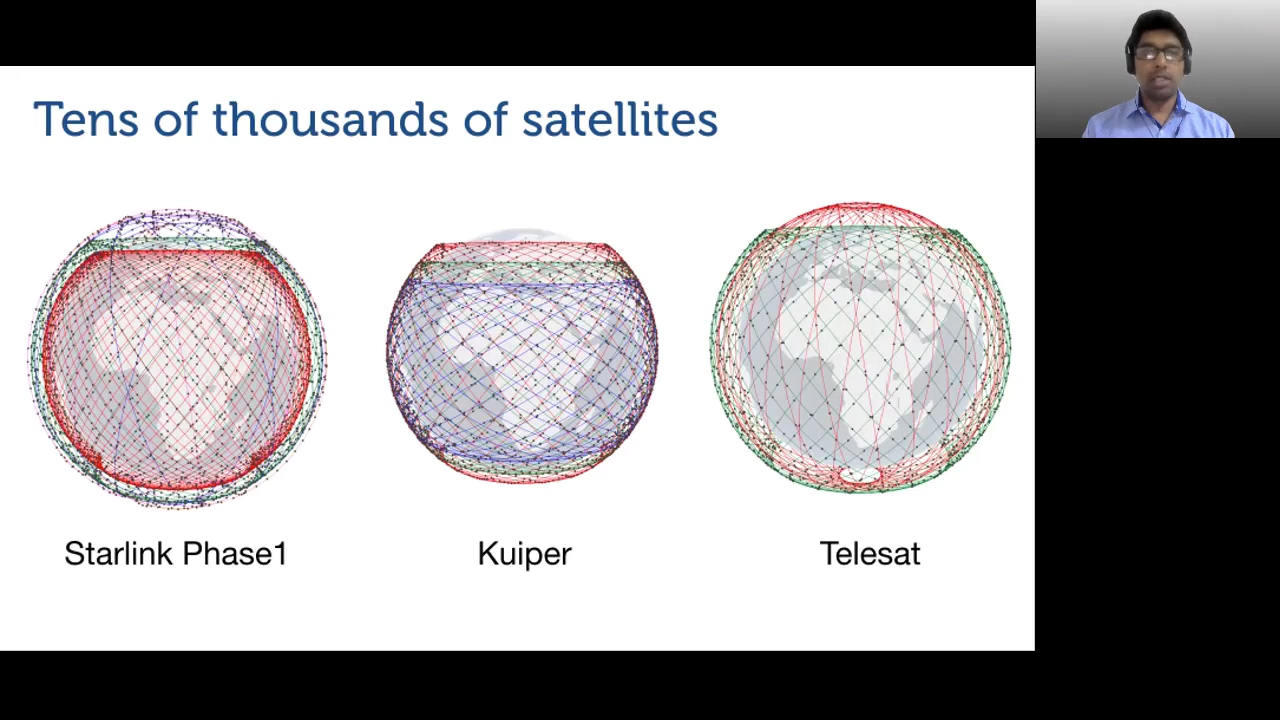 Tens of thousands of satellites
Starlink Phase1
Kuiper
Telesat